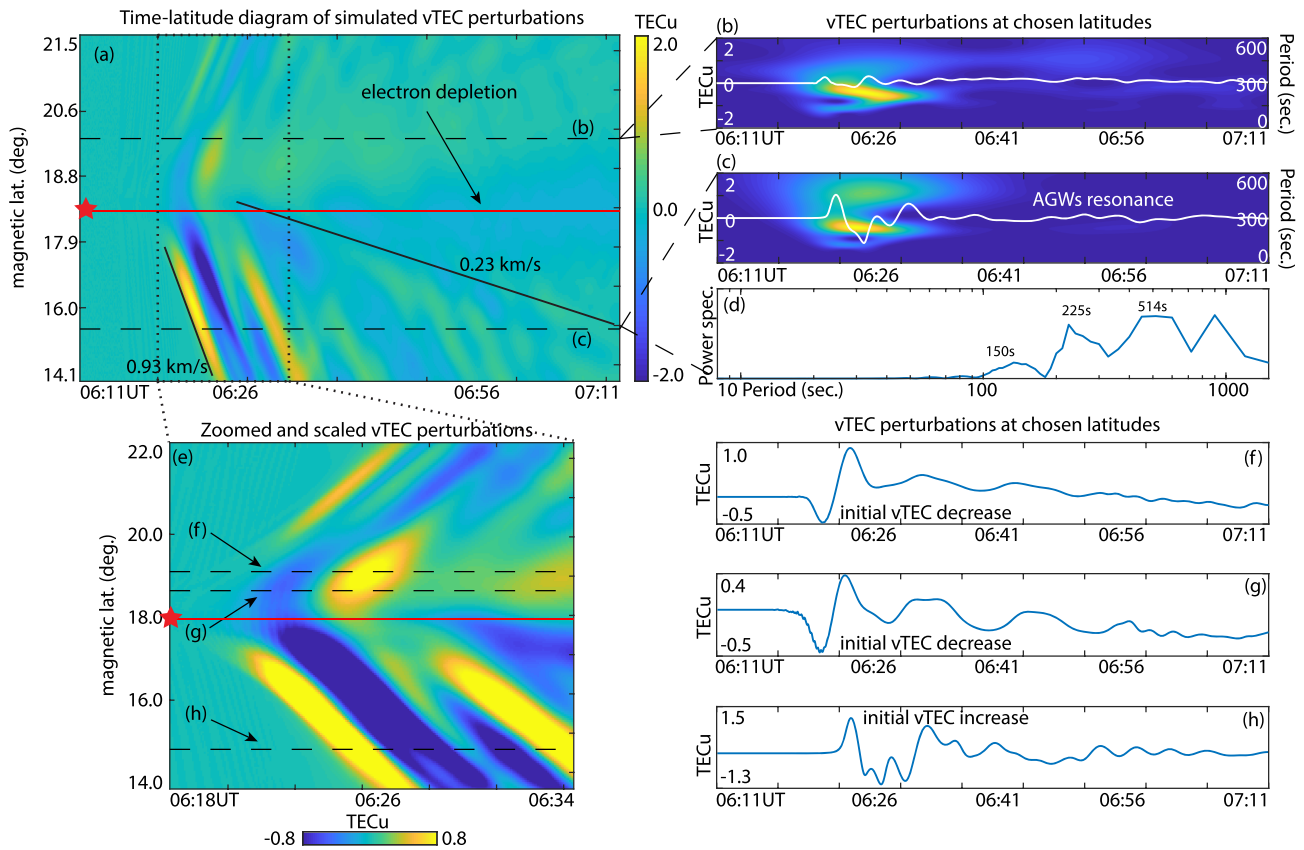 Time-latitude diagram of simulated vTEC perturbations
TECu
(a)
21.5
20.6
18.8
17.9
16.0
14.1
magnetic lat. (deg.)
electron depletion
(b)
(c)
0.23 km/s
0.93 km/s
06:11UT 06:26 06:56 07:11
2.0
0.0
-2.0
vTEC perturbations at chosen latitudes
(b)
TECu
2
0
-2
600
300
0
Period (sec.)
06:11UT 06:26 06:41 06:56 07:11
(c)
TECu
2
0
-2
AGWs resonance
600
300
0
Period (sec.)
06:11UT 06:26 06:41 06:56 07:11
(d)
Power spec.
150s
225s
514s
10 Period (sec.) 100 1000
Zoomed and scaled vTEC perturbations
(e)
22.0
20.0
18.0
16.0
14.0
magnetic lat. (deg.)
(f)
(g)
(h)
06:18UT 06:26 06:34
TECu
-0.8 0.8
vTEC perturbations at chosen latitudes
TECu
1.0
-0.5
(f)
initial vTEC decrease
06:11UT 06:26 06:41 06:56 07:11
TECu
0.4
-0.5
(g)
initial vTEC decrease
06:11UT 06:26 06:41 06:56 07:11
TECu
1.5
-1.3
initial vTEC increase
(h)
06:11UT 06:26 06:41 06:56 07:11